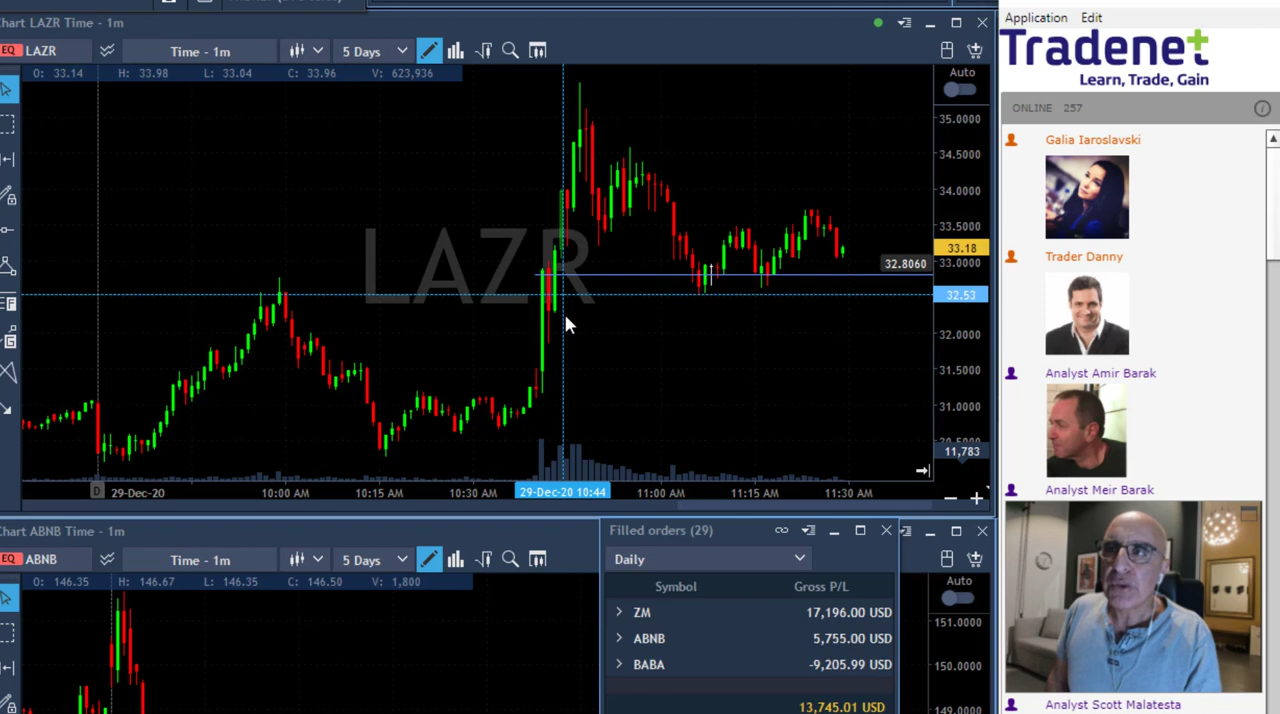 Chart LAZR Time - 1m
EQ LAZR
Time - 1m
5 Days
O: 33.14 H: 33.98 L: 33.04 C: 33.96 V: 623,936
Auto
35.0000
34.5000
34.0000
33.5000
33.18
32.8060
33.0000
32.53
32.0000
31.5000
31.0000
30.5000
11,783
LAZR
D
29-Dec-20
10:00 AM
10:15 AM
10:30 AM
29-Dec-20 10:44
11:00 AM
11:15 AM
11:30 AM
Chart ABNB Time - 1m
EQ ABNB
Time - 1m
5 Days
O: 146.35 H: 146.67 L: 146.35 C: 146.50 V: 1,800
Auto
151.0000
150.0000
149.0000
Filled orders (29)
Daily
Symbol Gross P/L
ZM 17,196.00 USD
ABNB 5,755.00 USD
BABA -9,205.99 USD
13,745.01 USD
Application Edit
Tradenet
Learn, Trade, Gain
ONLINE 257
Galia Iaroslavski
Trader Danny
Analyst Amir Barak
Analyst Meir Barak
Analyst Scott Malatesta